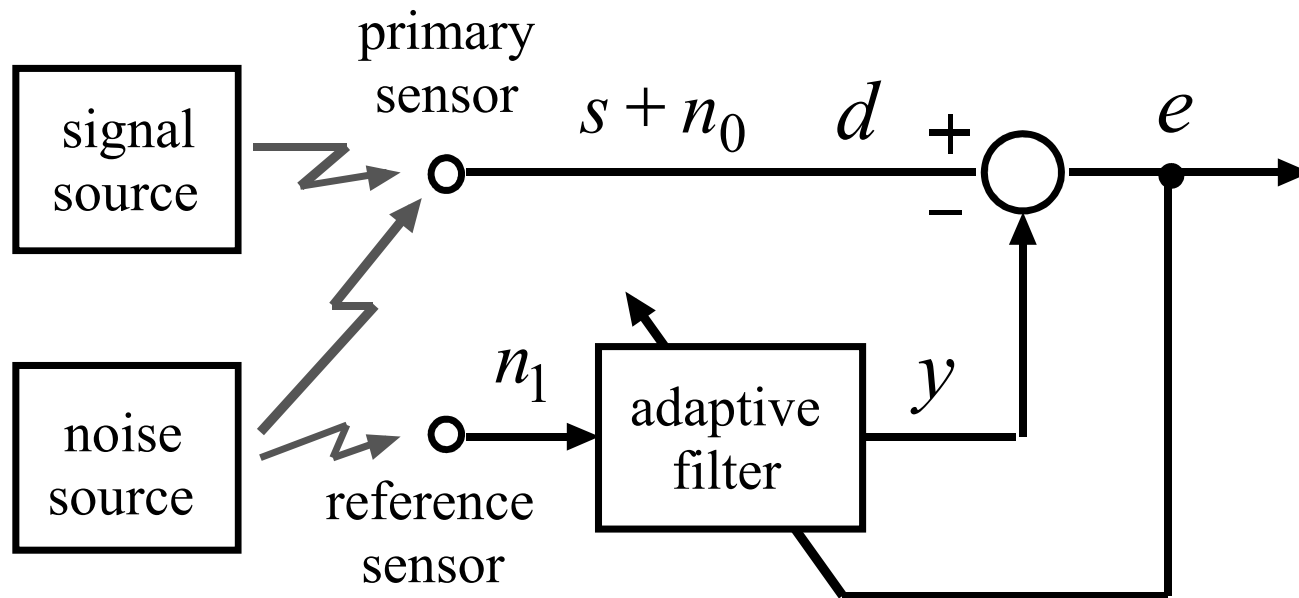 primary
sensor
signal
source
s + n₀
d
+
−
e
noise
source
n₁
reference
sensor
adaptive
filter
y